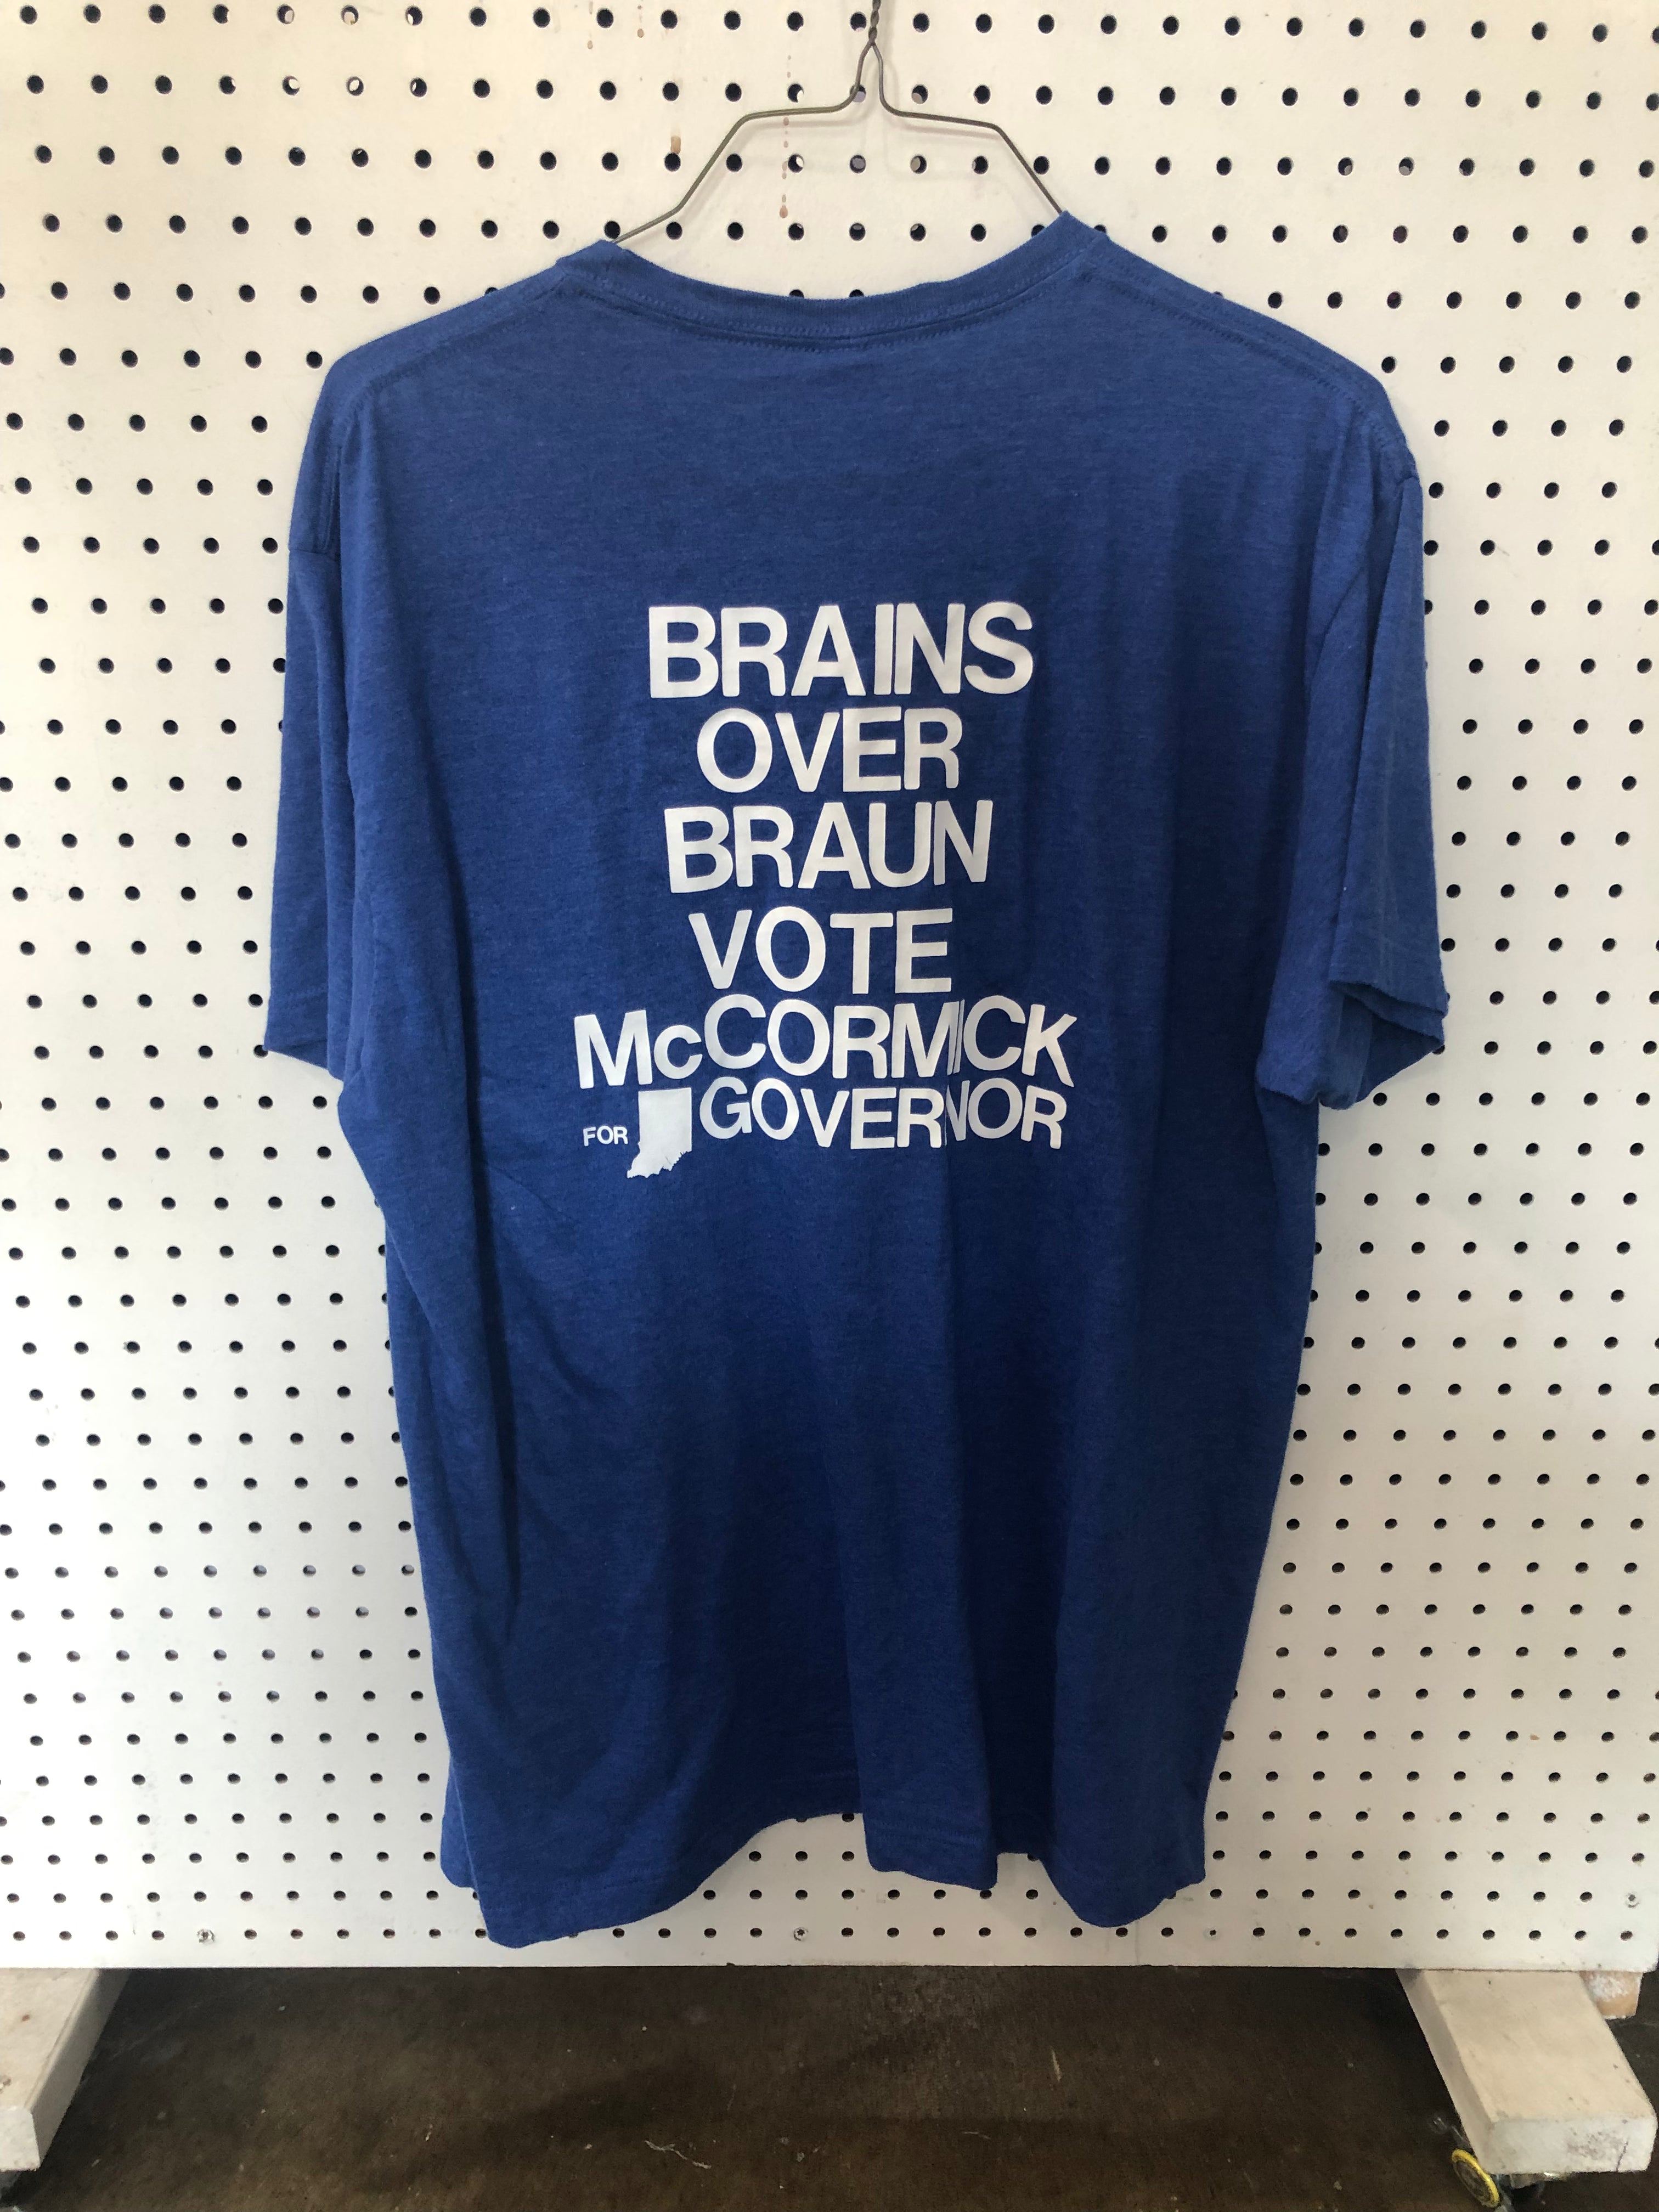 BRAINS
OVER
BRAUN
VOTE
McCORMICK
FOR GOVERNOR